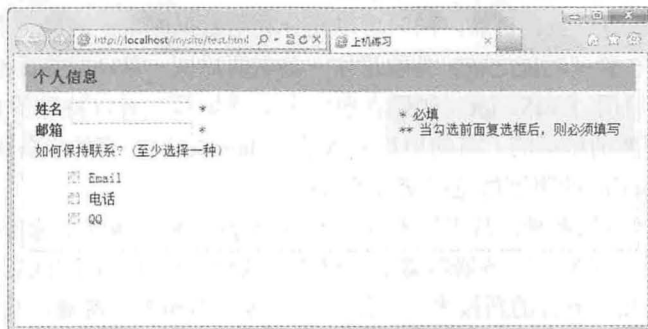 http://localhost/mysite/test.html
上机练习
个人信息
姓名 * * 必填
邮箱 * ** 当勾选前面复选框后，则必须填写
如何保持联系？（至少选择一种）
Email
电话
QQ